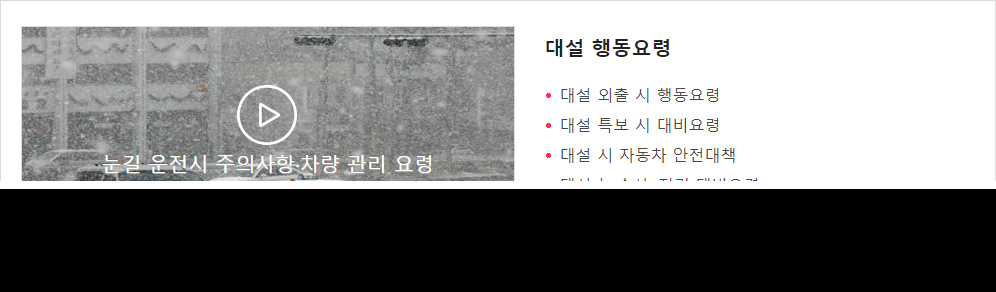 눈길 운전시 주의사항·차량 관리 요령
대설 행동요령
대설 외출 시 행동요령
대설 특보 시 대비요령
대설 시 자동차 안전대책